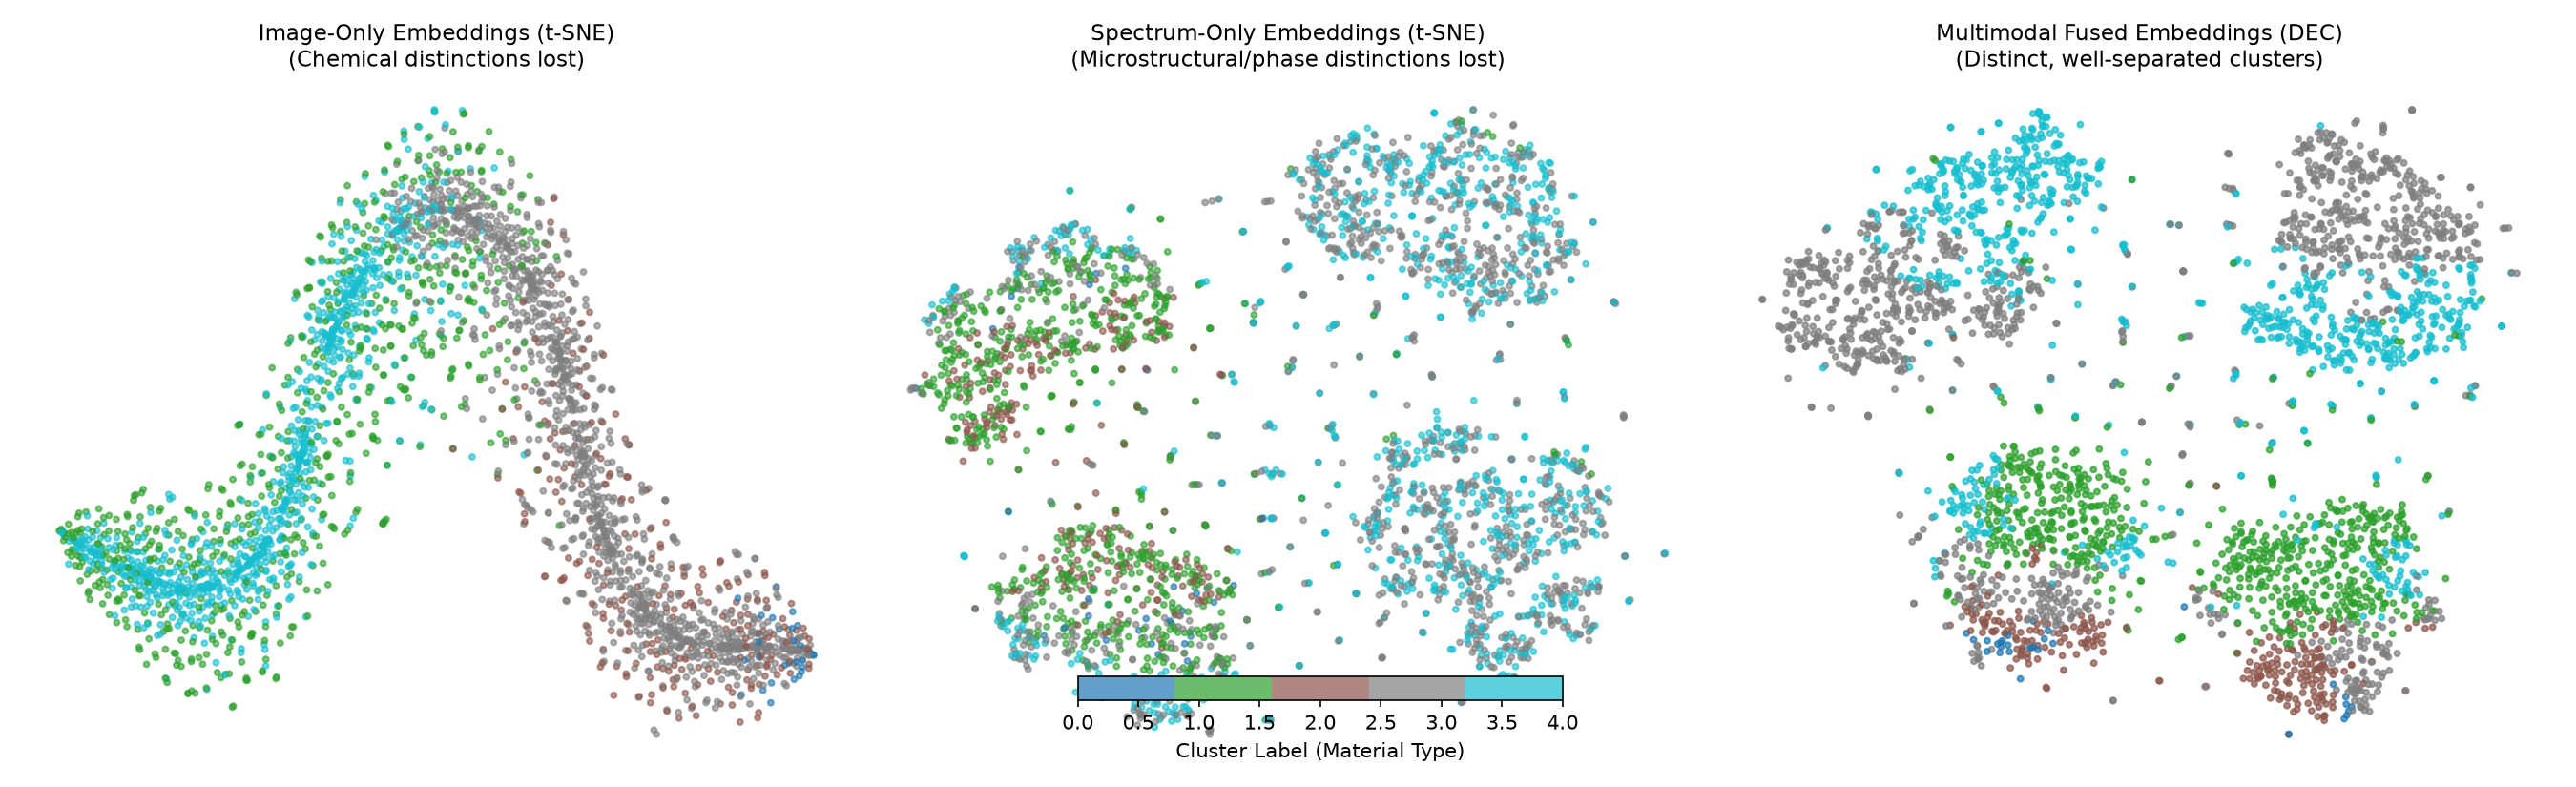 Image-Only Embeddings (t-SNE)
(Chemical distinctions lost)
Spectrum-Only Embeddings (t-SNE)
(Microstructural/phase distinctions lost)
Multimodal Fused Embeddings (DEC)
(Distinct, well-separated clusters)
0.0 0.5 1.0 1.5 2.0 2.5 3.0 3.5 4.0
Cluster Label (Material Type)